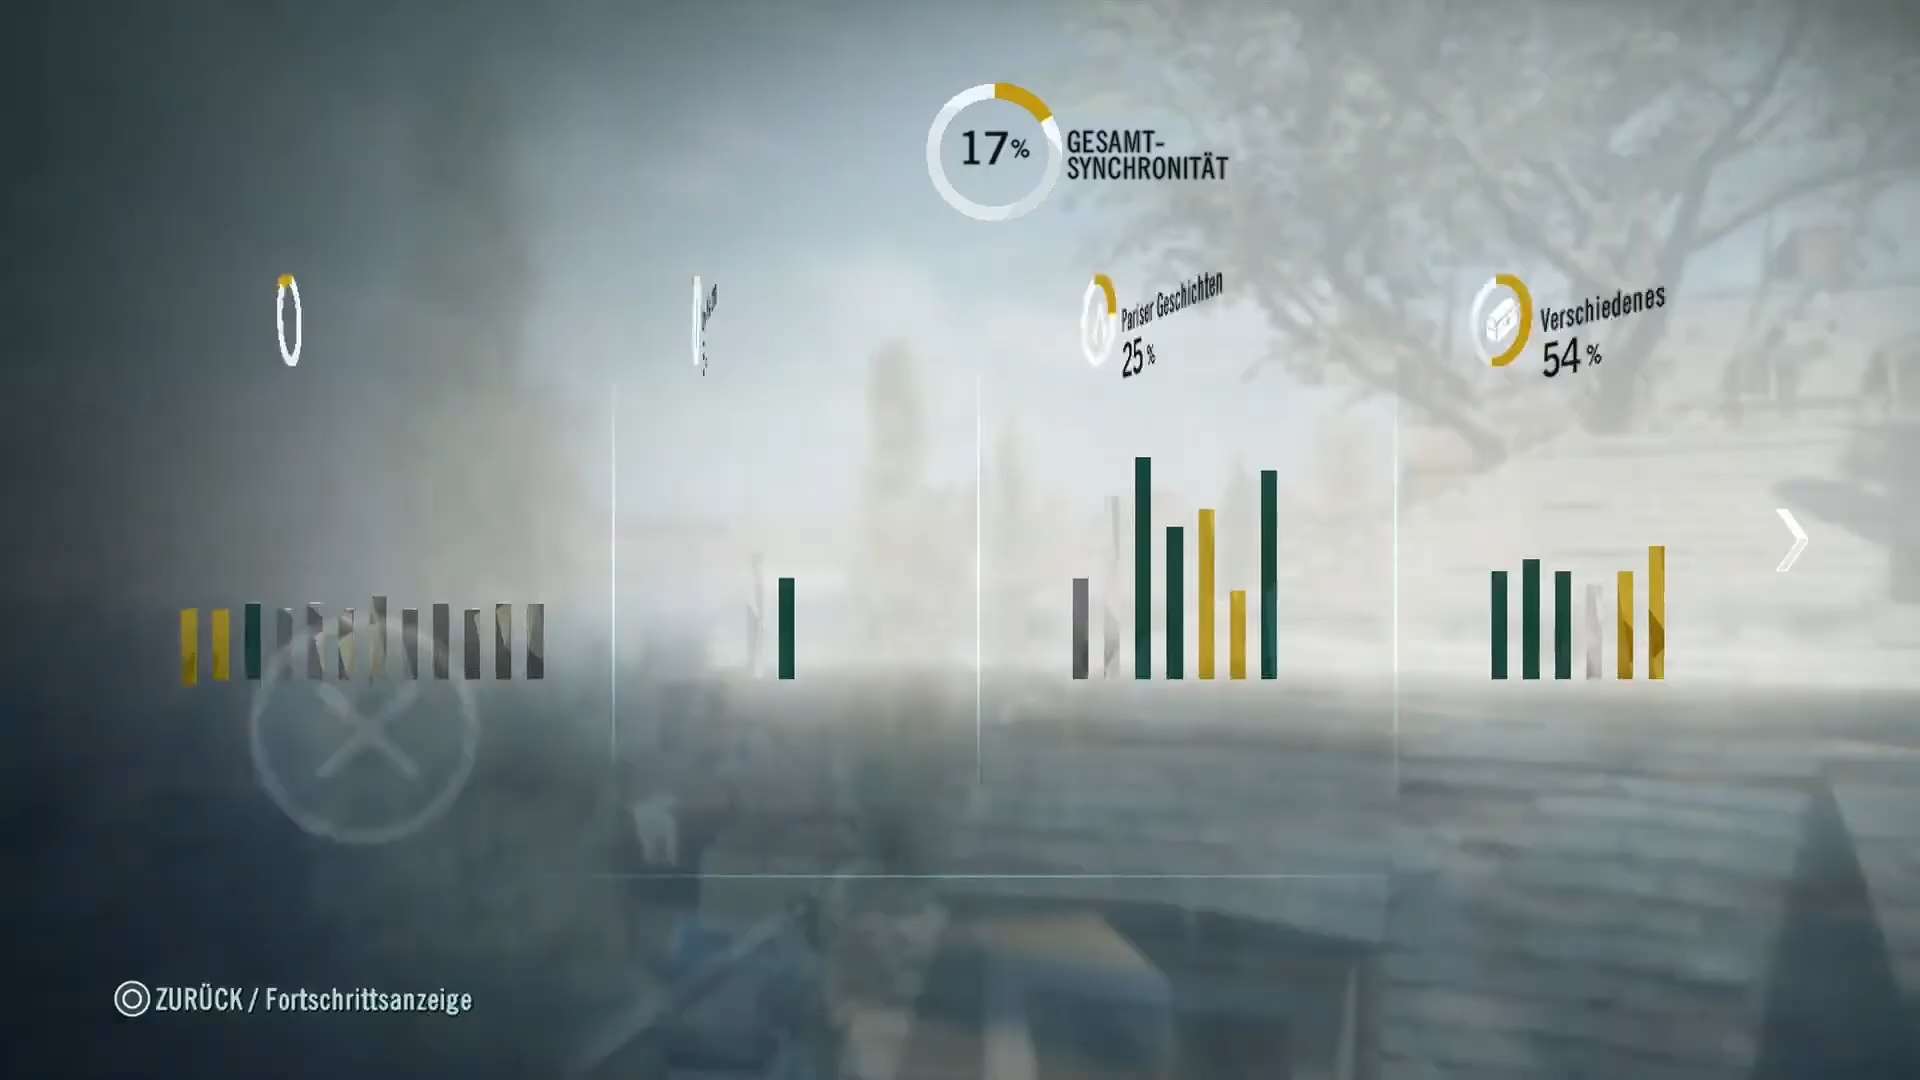 17%
GESAMT-
SYNCHRONITÄT
Pariser Geschichten
25%
Verschiedenes
54%
ZURÜCK / Fortschrittsanzeige